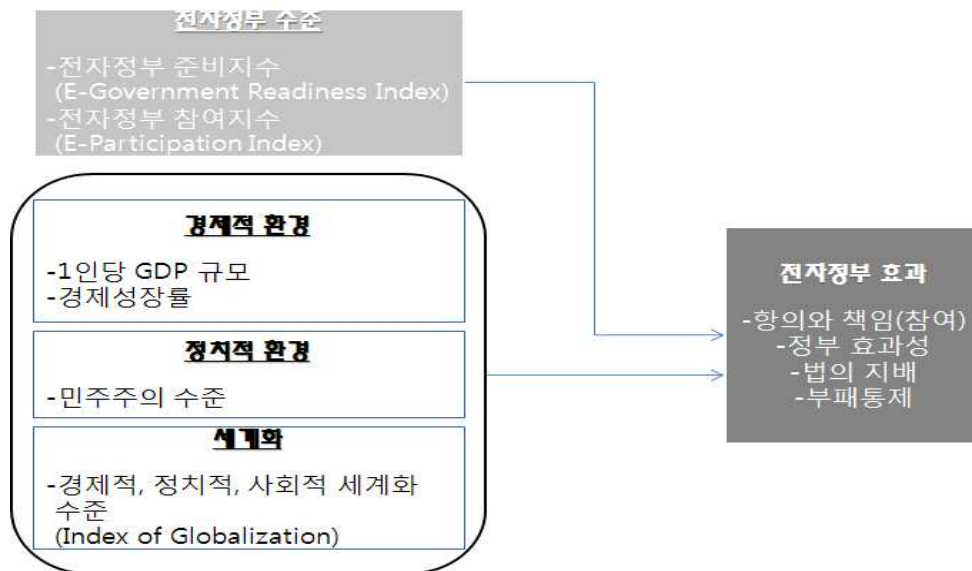 전자정부 수준
-전자정부 준비지수
(E-Government Readiness Index)
-전자정부 참여지수
(E-Participation Index)
경제적 환경
-1인당 GDP 규모
-경제성장률
정치적 환경
-민주주의 수준
세계화
-경제적, 정치적, 사회적 세계화
수준
(Index of Globalization)
전자정부 효과
-항의와 책임(참여)
-정부 효과성
-법의 지배
-부패통제